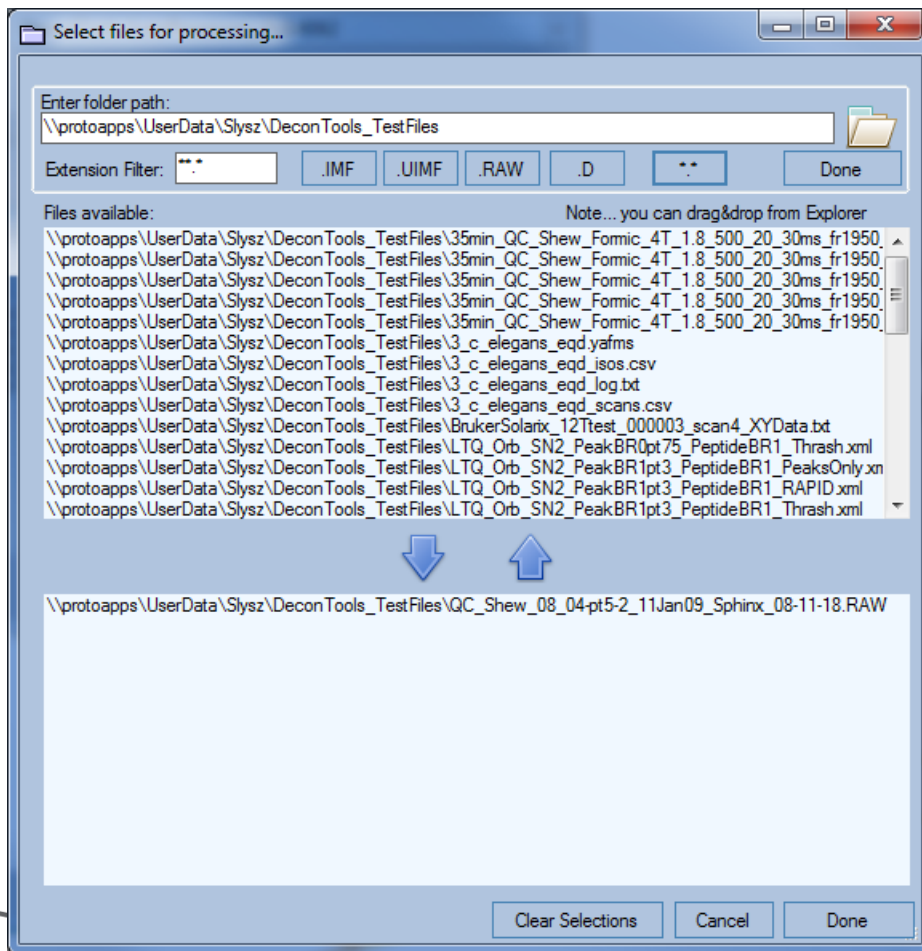 Select files for processing...
Enter folder path:
\\protoapps\UserData\Slysz\DeconTools_TestFiles
Extension Filter: **.* .IMF .UIMF .RAW .D *.* Done
Files available: Note... you can drag&drop from Explorer
\\protoapps\UserData\Slysz\DeconTools_TestFiles\35min_QC_Shew_Formic_4T_1.8_500_20_30ms_fr1950_
\\protoapps\UserData\Slysz\DeconTools_TestFiles\35min_QC_Shew_Formic_4T_1.8_500_20_30ms_fr1950_
\\protoapps\UserData\Slysz\DeconTools_TestFiles\35min_QC_Shew_Formic_4T_1.8_500_20_30ms_fr1950_
\\protoapps\UserData\Slysz\DeconTools_TestFiles\35min_QC_Shew_Formic_4T_1.8_500_20_30ms_fr1950_
\\protoapps\UserData\Slysz\DeconTools_TestFiles\35min_QC_Shew_Formic_4T_1.8_500_20_30ms_fr1950_
\\protoapps\UserData\Slysz\DeconTools_TestFiles\3_c_elegans_eqd.yafms
\\protoapps\UserData\Slysz\DeconTools_TestFiles\3_c_elegans_eqd_isos.csv
\\protoapps\UserData\Slysz\DeconTools_TestFiles\3_c_elegans_eqd_log.txt
\\protoapps\UserData\Slysz\DeconTools_TestFiles\3_c_elegans_eqd_scans.csv
\\protoapps\UserData\Slysz\DeconTools_TestFiles\BrukerSolarix_12Ttest_000003_scan4_XYData.txt
\\protoapps\UserData\Slysz\DeconTools_TestFiles\LTQ_Orb_SN2_PeakBR0pt75_PeptideBR1_Thrash.xml
\\protoapps\UserData\Slysz\DeconTools_TestFiles\LTQ_Orb_SN2_PeakBR1pt3_PeptideBR1_PeaksOnly.xm
\\protoapps\UserData\Slysz\DeconTools_TestFiles\LTQ_Orb_SN2_PeakBR1pt3_PeptideBR1_RAPID.xml
\\protoapps\UserData\Slysz\DeconTools_TestFiles\LTQ_Orb_SN2_PeakBR1pt3_PeptideBR1_Thrash.xml
\\protoapps\UserData\Slysz\DeconTools_TestFiles\QC_Shew_08_04-pt5-2_11Jan09_Sphinx_08-11-18.RAW
Clear Selections Cancel Done